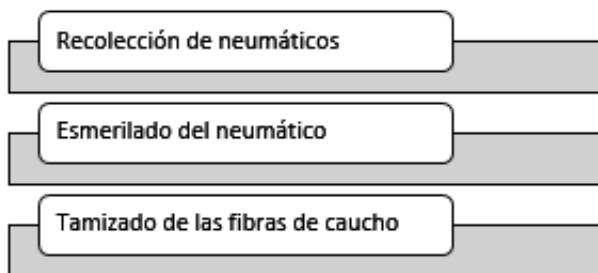 Recolección de neumáticos
Esmerilado del neumático
Tamizado de las fibras de caucho